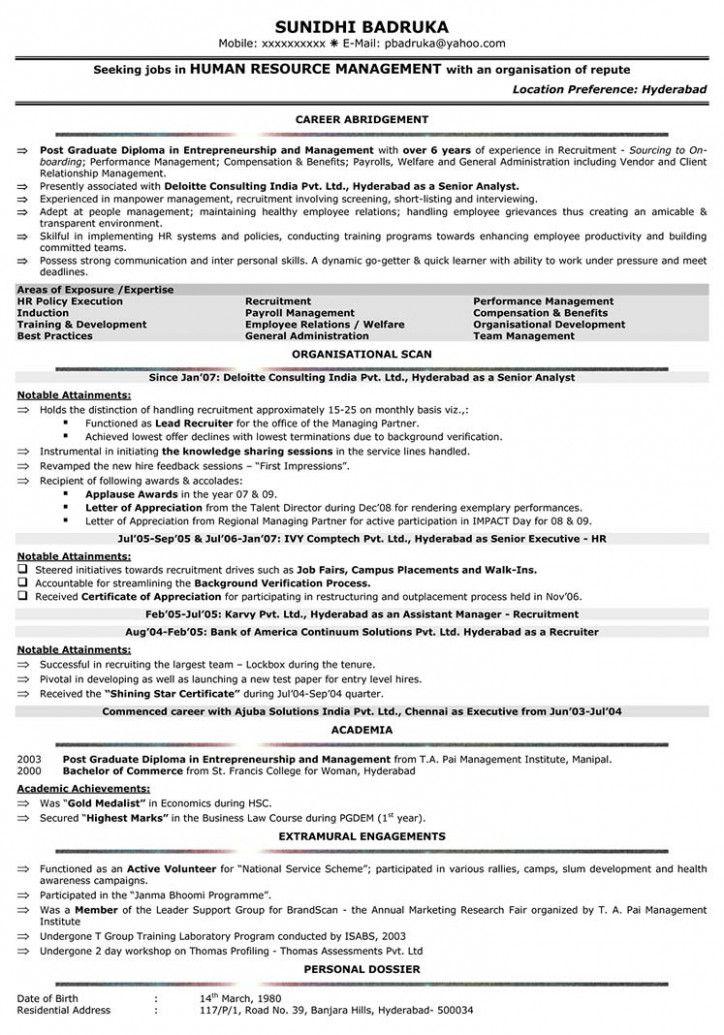 SUNIDHI BADRUKA
Mobile: xxxxxxxxxx ✷ E-Mail: pbadruka@yahoo.com
Seeking jobs in HUMAN RESOURCE MANAGEMENT with an organisation of repute
Location Preference: Hyderabad
CAREER ABRIDGEMENT
⇒ Post Graduate Diploma in Entrepreneurship and Management with over 6 years of experience in Recruitment - Sourcing to On-
boarding; Performance Management; Compensation & Benefits; Payrolls, Welfare and General Administration including Vendor and Client
Relationship Management.
⇒ Presently associated with Deloitte Consulting India Pvt. Ltd., Hyderabad as a Senior Analyst.
⇒ Experienced in manpower management, recruitment involving screening, short-listing and interviewing.
⇒ Adept at people management; maintaining healthy employee relations; handling employee grievances thus creating an amicable &
transparent environment.
⇒ Skilful in implementing HR systems and policies, conducting training programs towards enhancing employee productivity and building
committed teams.
⇒ Possess strong communication and inter personal skills. A dynamic go-getter & quick learner with ability to work under pressure and meet
deadlines.
Areas of Exposure /Expertise
HR Policy Execution Recruitment Performance Management
Induction Payroll Management Compensation & Benefits
Training & Development Employee Relations / Welfare Organisational Development
Best Practices General Administration Team Management
ORGANISATIONAL SCAN
Since Jan'07: Deloitte Consulting India Pvt. Ltd., Hyderabad as a Senior Analyst
Notable Attainments:
⇒ Holds the distinction of handling recruitment approximately 15-25 on monthly basis viz.,:
▪ Functioned as Lead Recruiter for the office of the Managing Partner.
▪ Achieved lowest offer declines with lowest terminations due to background verification.
⇒ Instrumental in initiating the knowledge sharing sessions in the service lines handled.
⇒ Revamped the new hire feedback sessions – "First Impressions".
⇒ Recipient of following awards & accolades:
▪ Applause Awards in the year 07 & 09.
▪ Letter of Appreciation from the Talent Director during Dec'08 for rendering exemplary performances.
▪ Letter of Appreciation from Regional Managing Partner for active participation in IMPACT Day for 08 & 09.
Jul'05-Sep'05 & Jul'06-Jan'07: IVY Comptech Pvt. Ltd., Hyderabad as Senior Executive - HR
Notable Attainments:
❑ Steered initiatives towards recruitment drives such as Job Fairs, Campus Placements and Walk-Ins.
❑ Accountable for streamlining the Background Verification Process.
❑ Received Certificate of Appreciation for participating in restructuring and outplacement process held in Nov'06.
Feb'05-Jul'05: Karvy Pvt. Ltd., Hyderabad as an Assistant Manager - Recruitment
Aug'04-Feb'05: Bank of America Continuum Solutions Pvt. Ltd. Hyderabad as a Recruiter
Notable Attainments:
⇒ Successful in recruiting the largest team – Lockbox during the tenure.
⇒ Pivotal in developing as well as launching a new test paper for entry level hires.
⇒ Received the "Shining Star Certificate" during Jul'04-Sep'04 quarter.
Commenced career with Ajuba Solutions India Pvt. Ltd., Chennai as Executive from Jun'03-Jul'04
ACADEMIA
2003 Post Graduate Diploma in Entrepreneurship and Management from T.A. Pai Management Institute, Manipal.
2000 Bachelor of Commerce from St. Francis College for Woman, Hyderabad
Academic Achievements:
⇒ Was "Gold Medalist" in Economics during HSC.
⇒ Secured "Highest Marks" in the Business Law Course during PGDEM (1st year).
EXTRAMURAL ENGAGEMENTS
⇒ Functioned as an Active Volunteer for "National Service Scheme"; participated in various rallies, camps, slum development and health
awareness campaigns.
⇒ Participated in the "Janma Bhoomi Programme".
⇒ Was a Member of the Leader Support Group for BrandScan - the Annual Marketing Research Fair organized by T. A. Pai Management
Institute
⇒ Undergone T Group Training Laboratory Program conducted by ISABS, 2003
⇒ Undergone 2 day workshop on Thomas Profiling - Thomas Assessments Pvt. Ltd
PERSONAL DOSSIER
Date of Birth : 14th March, 1980
Residential Address : 117/P/1, Road No. 39, Banjara Hills, Hyderabad- 500034